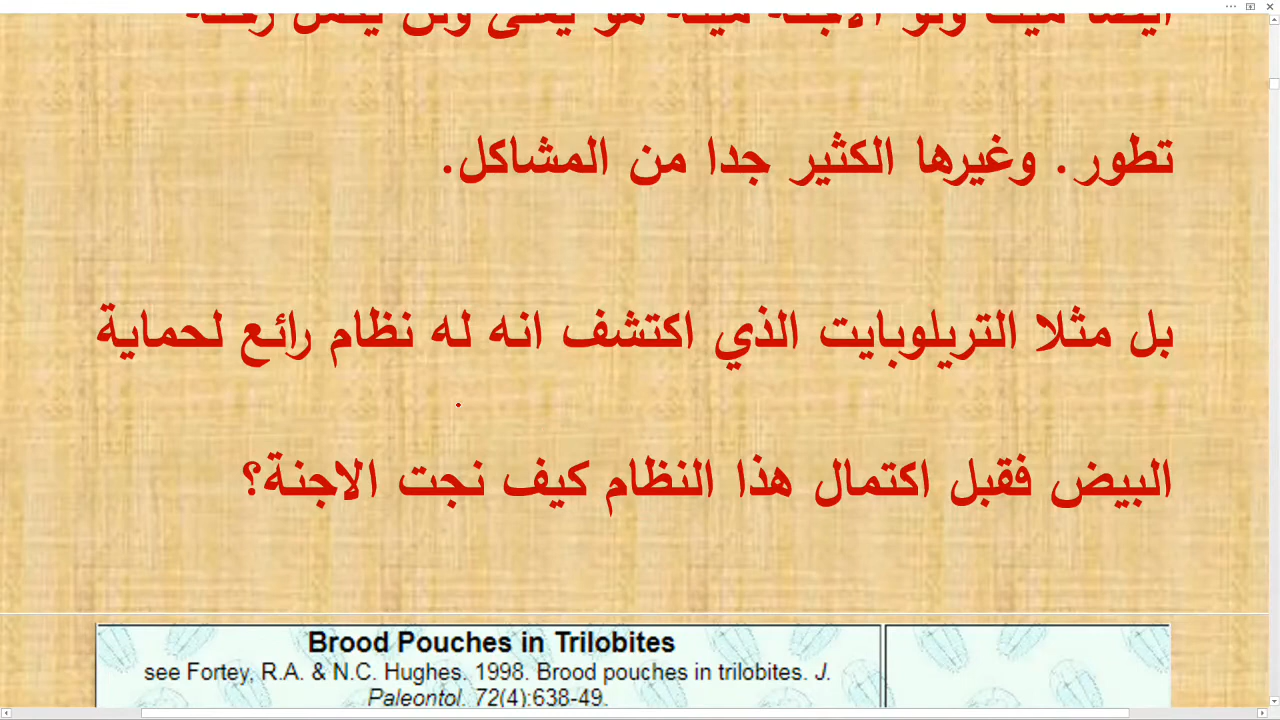 تطور. وغيرها الكثير جدا من المشاكل.
بل مثلا التريلوبايت الذي اكتشف انه له نظام رائع لحماية
البيض فقبل اكتمال هذا النظام كيف نجت الاجنة؟
Brood Pouches in Trilobites
see Fortey, R.A. & N.C. Hughes. 1998. Brood pouches in trilobites. J.
Paleontol. 72(4):638-49.